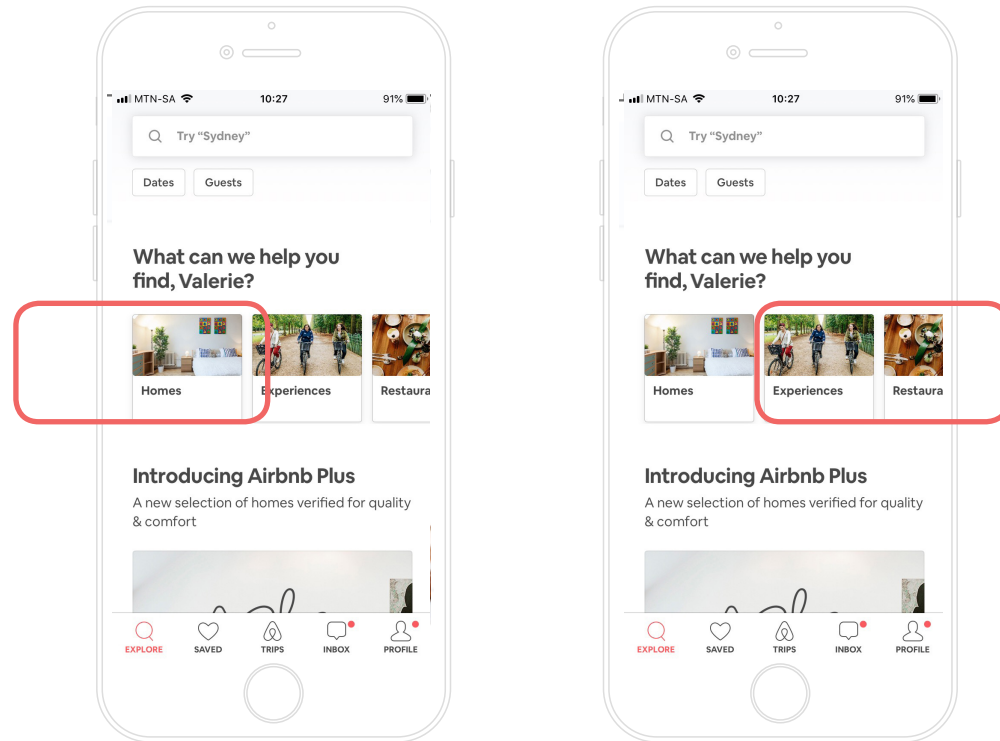 MTN-SA 10:27 91%
Try “Sydney”
Dates Guests
What can we help you
find, Valerie?
Homes Experiences Restaura
Introducing Airbnb Plus
A new selection of homes verified for quality
& comfort
EXPLORE SAVED TRIPS INBOX PROFILE
MTN-SA 10:27 91%
Try “Sydney”
Dates Guests
What can we help you
find, Valerie?
Homes Experiences Restaura
Introducing Airbnb Plus
A new selection of homes verified for quality
& comfort
EXPLORE SAVED TRIPS INBOX PROFILE